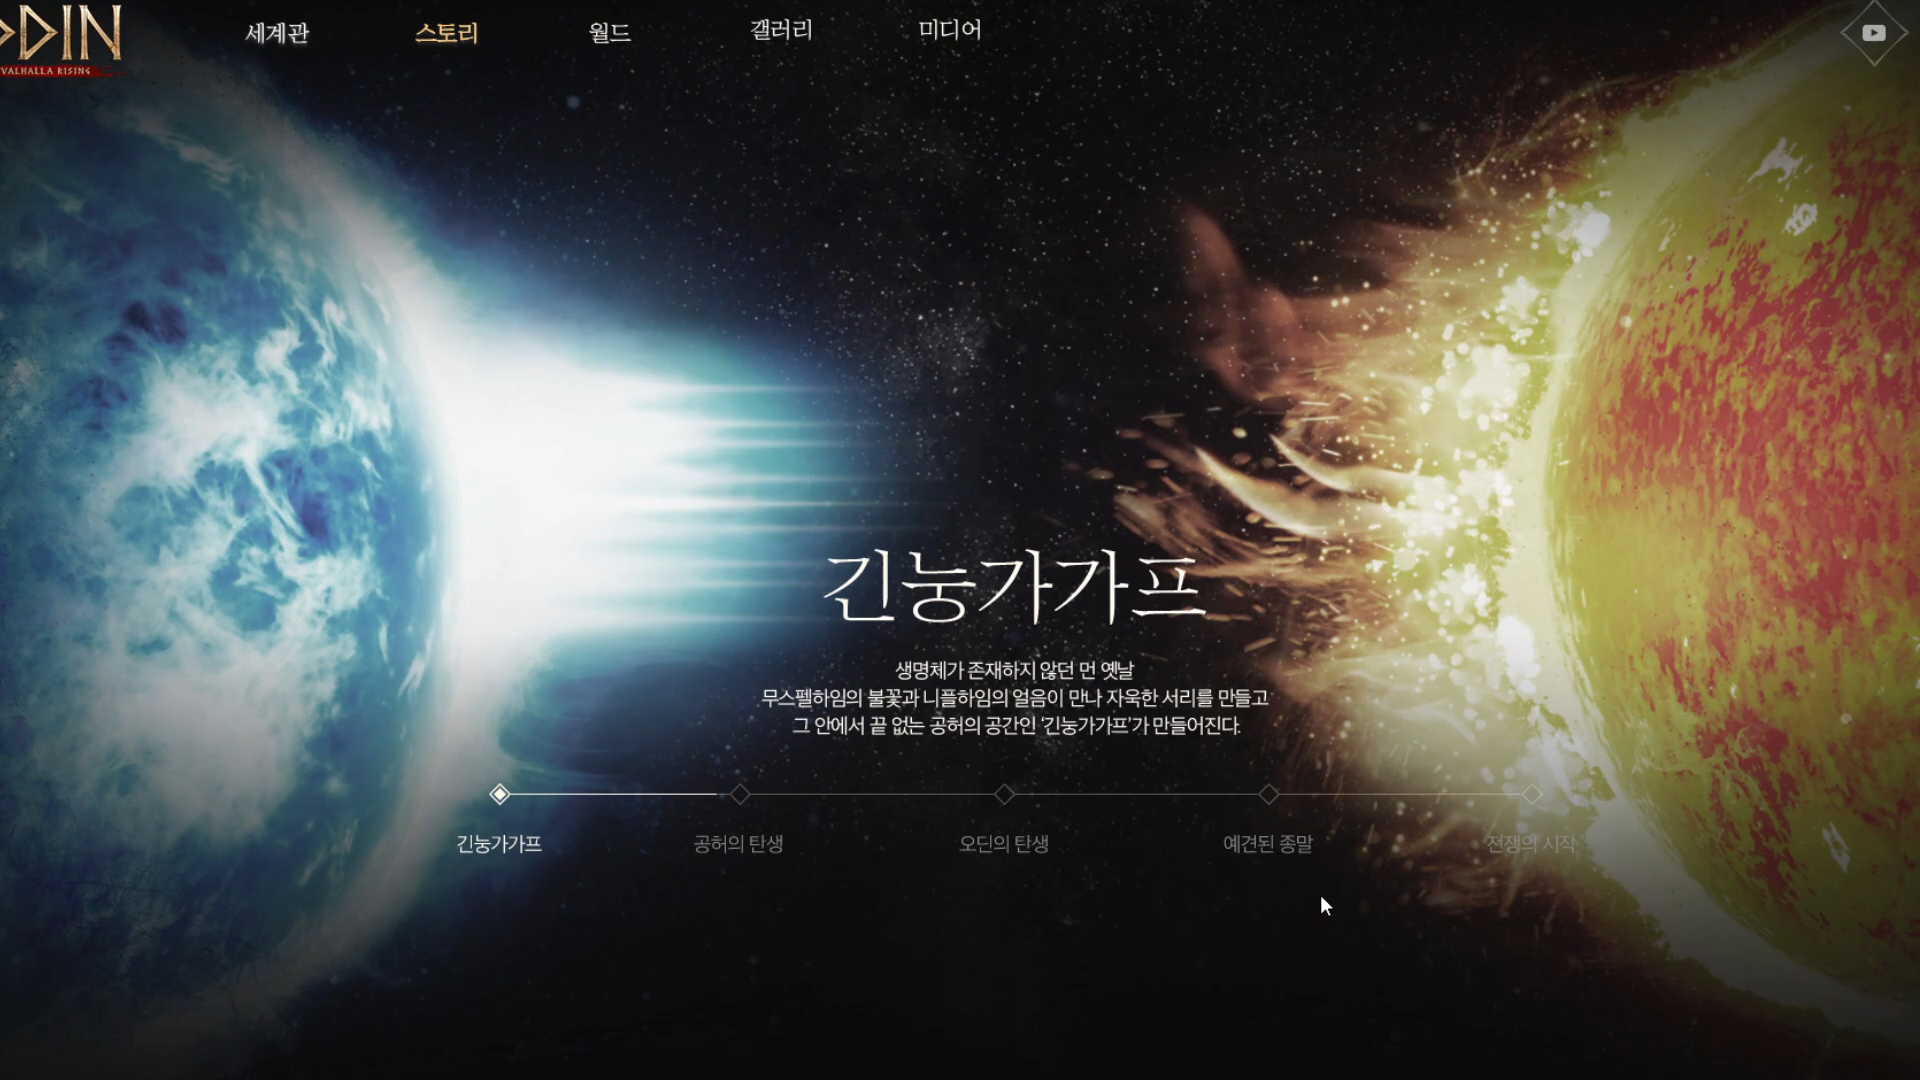 ODIN
VALHALLA RISING
세계관
스토리
월드
갤러리
미디어
긴눙가가프
생명체가 존재하지 않던 먼 옛날
무스펠하임의 불꽃과 니플하임의 얼음이 만나 자욱한 서리를 만들고
그 안에서 끝 없는 공허의 공간인 '긴눙가가프'가 만들어진다.
긴눙가가프
공허의 탄생
오딘의 탄생
예견된 종말
전쟁의 시작